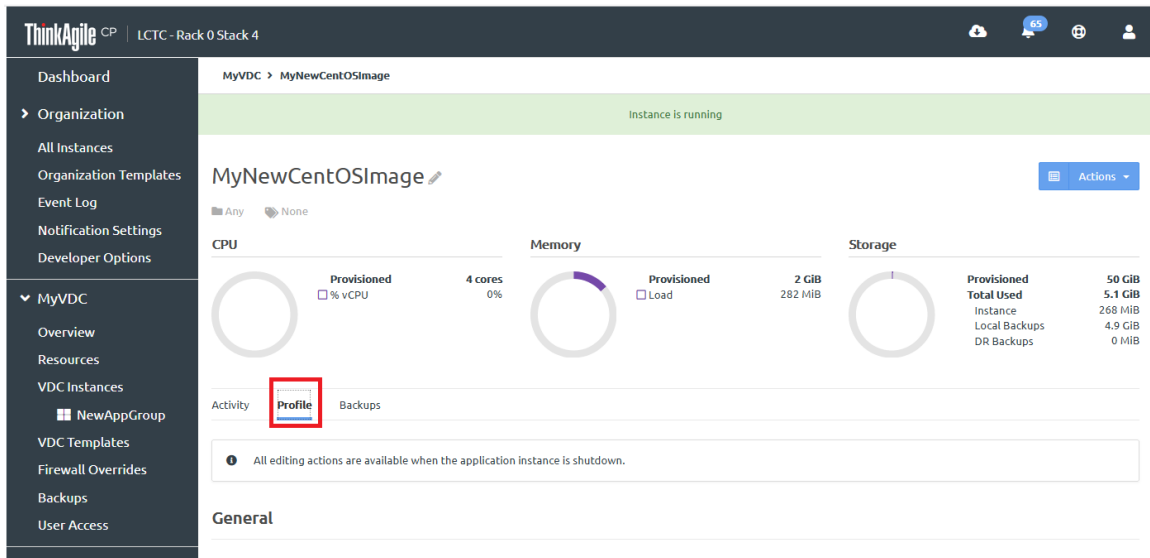 ThinkAgile CP LCTC - Rack 0 Stack 4
65
Dashboard
Organization
All Instances
Organization Templates
Event Log
Notification Settings
Developer Options
MyVDC
Overview
Resources
VDC Instances
NewAppGroup
VDC Templates
Firewall Overrides
Backups
User Access
MyVDC > MyNewCentOSImage
Instance is running
MyNewCentOSImage
Actions
Any None
CPU
Provisioned 4 cores
% vCPU 0%
Memory
Provisioned 2 GiB
Load 282 MiB
Storage
Provisioned 50 GiB
Total Used 5.1 GiB
Instance 268 MiB
Local Backups 4.9 GiB
DR Backups 0 MiB
Activity Profile Backups
All editing actions are available when the application instance is shutdown.
General